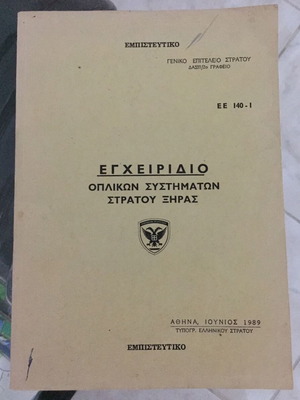 ΕΜΠΙΣΤΕΥΤΙΚΟ
ΓΕΝΙΚΟ ΕΠΙΤΕΛΕΙΟ ΣΤΡΑΤΟΥ
ΓΡΑΦΕΙΟ
ΕΕ 140-1
ΕΓΧΕΙΡΙΔΙΟ
ΟΠΛΙΚΩΝ ΣΥΣΤΗΜΑΤΩΝ
ΣΤΡΑΤΟΥ ΞΗΡΑΣ
ΑΘΗΝΑ, ΙΟΥΝΙΟΣ 1989
ΤΥΠΟΓΡ. ΕΛΛΗΝΙΚΟΥ ΣΤΡΑΤΟΥ
ΕΜΠΙΣΤΕΥΤΙΚΟ